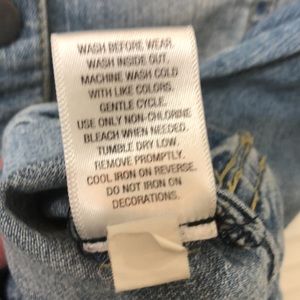 WASH BEFORE WEAR.
WASH INSIDE OUT.
MACHINE WASH COLD
WITH LIKE COLORS.
GENTLE CYCLE.
USE ONLY NON-CHLORINE
BLEACH WHEN NEEDED.
TUMBLE DRY LOW.
REMOVE PROMPTLY.
COOL IRON ON REVERSE.
DO NOT IRON ON
DECORATIONS.